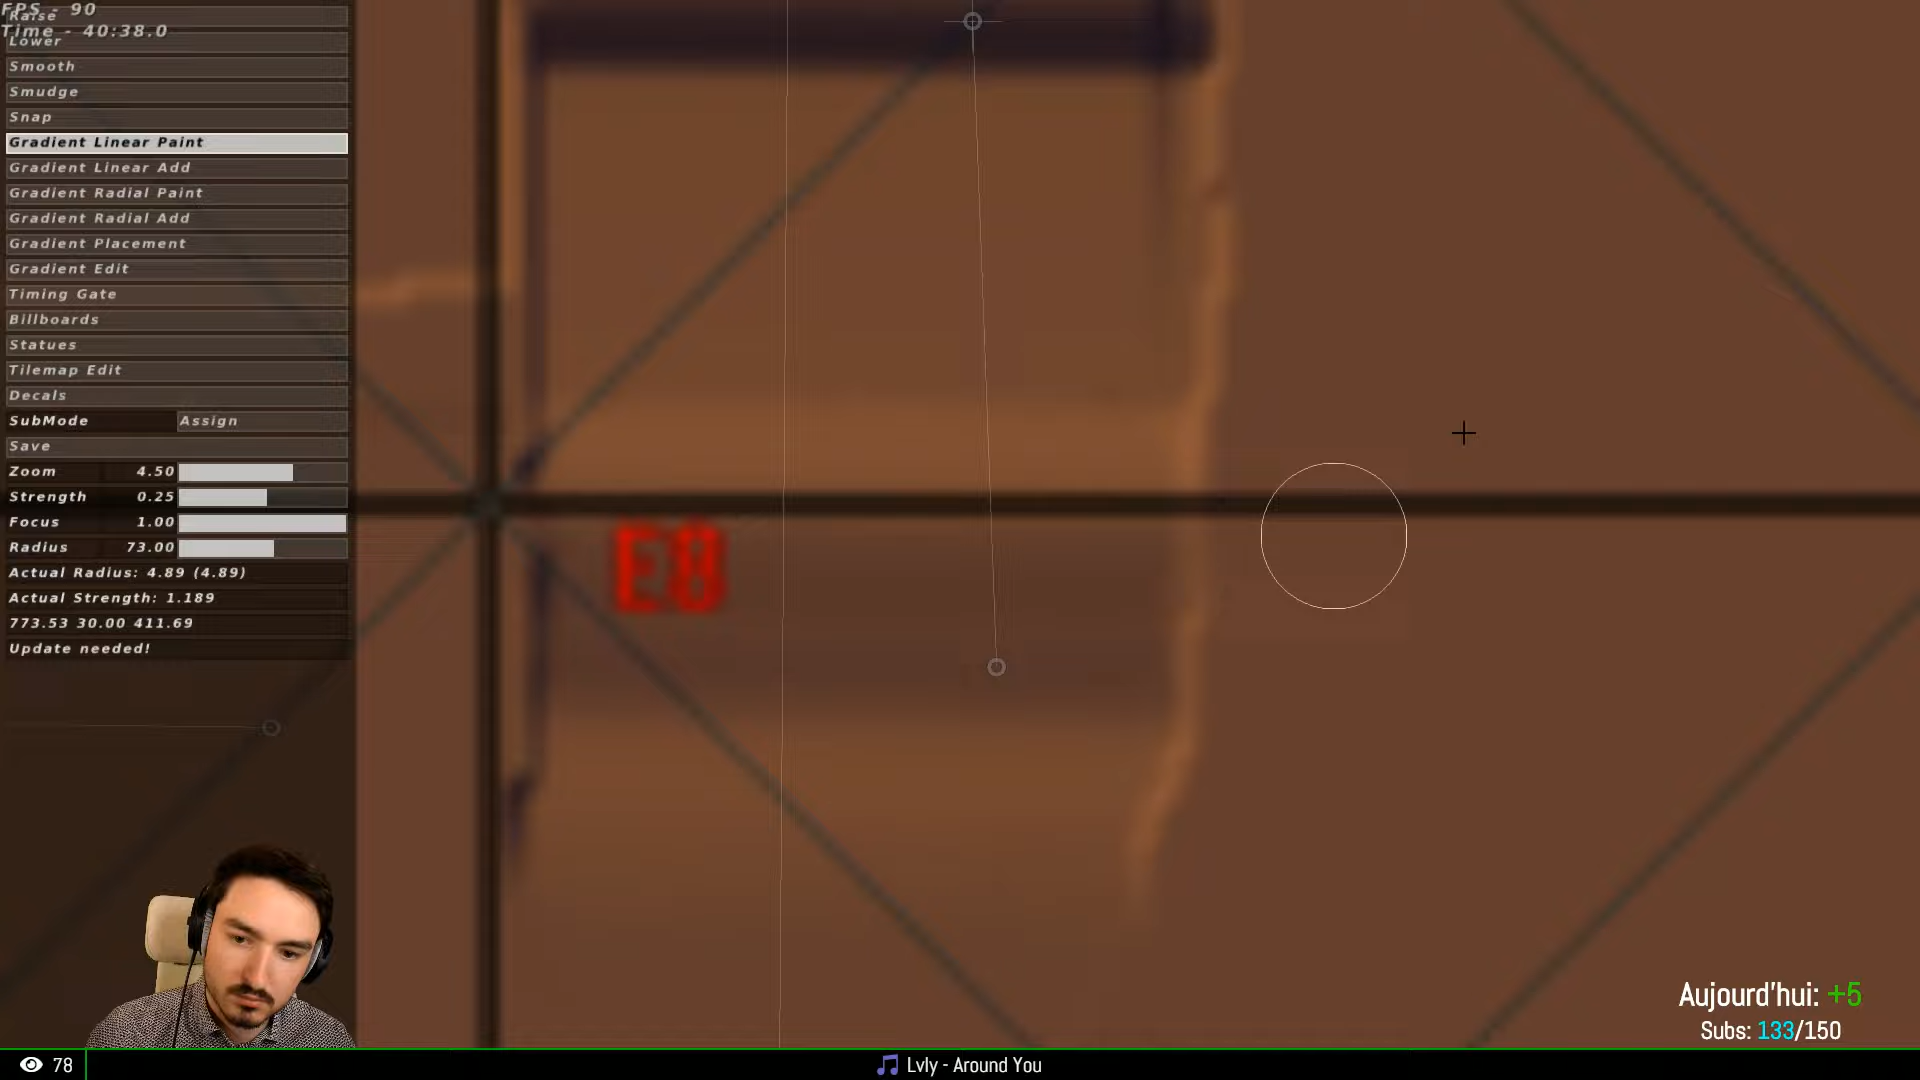 FPS - 90
Raise
Time - 40:38.0
Lower
Smooth
Smudge
Snap
Gradient Linear Paint
Gradient Linear Add
Gradient Radial Paint
Gradient Radial Add
Gradient Placement
Gradient Edit
Timing Gate
Billboards
Statues
Tilemap Edit
Decals
SubMode Assign
Save
Zoom 4.50
Strength 0.25
Focus 1.00
Radius 73.00
Actual Radius: 4.89 (4.89)
Actual Strength: 1.189
773.53 30.00 411.69
Update needed!
E8
Aujourd'hui: +5
Subs: 133/150
78
Lvly - Around You